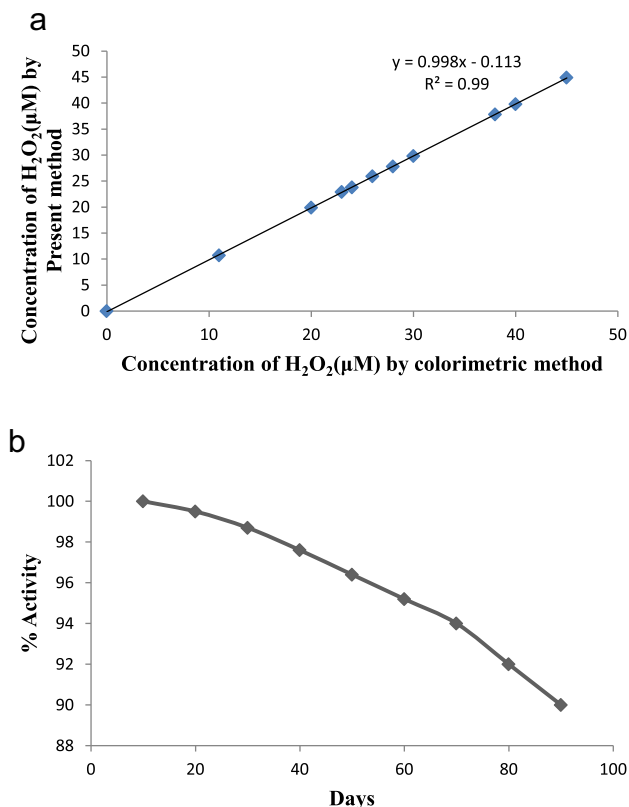 a
y = 0.998x - 0.113
R² = 0.99
50
45
40
35
30
25
20
15
10
5
0
Concentration of H₂O₂(µM) by
Present method
0 10 20 30 40 50
Concentration of H₂O₂(µM) by colorimetric method
b
102
100
98
96
94
92
90
88
% Activity
0 20 40 60 80 100
Days